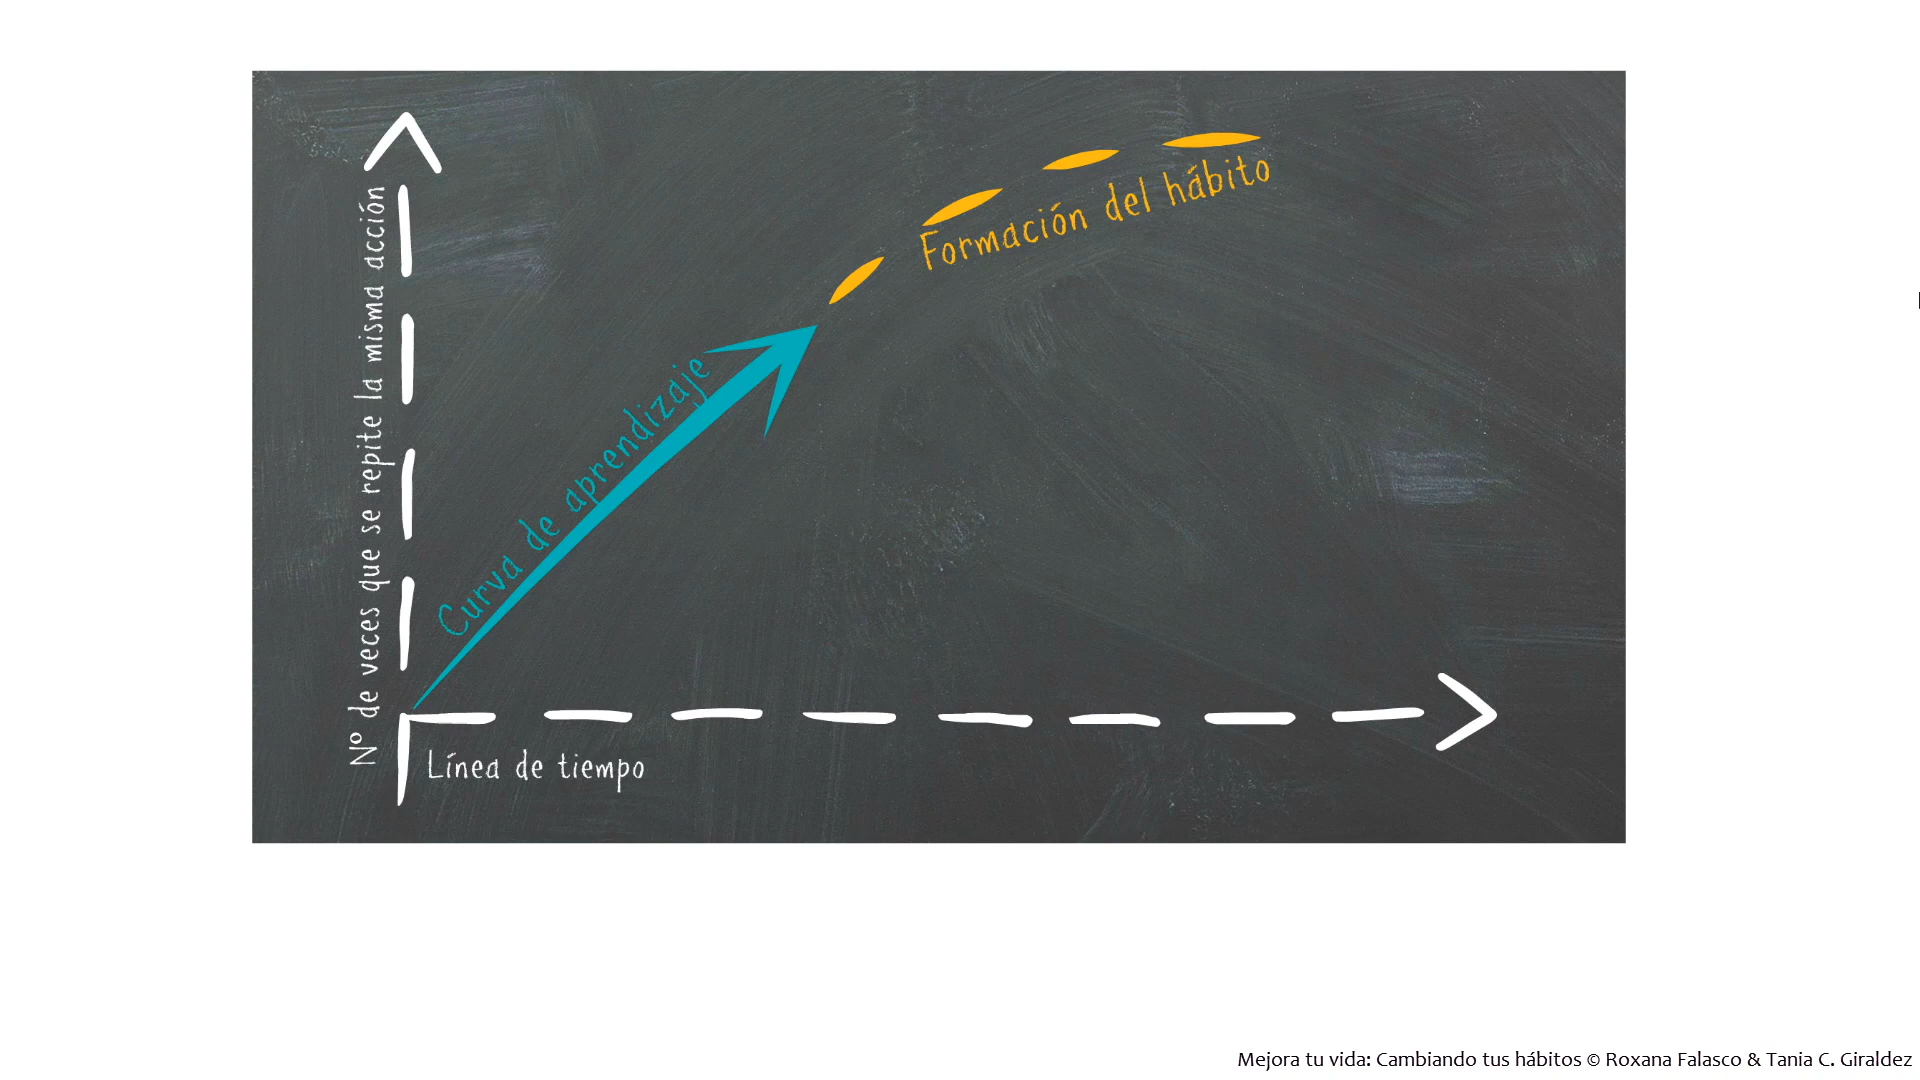 Nº de veces que se repite la misma acción
Curva de aprendizaje
Formación del hábito
Línea de tiempo
Mejora tu vida: Cambiando tus hábitos © Roxana Falasco & Tania C. Giraldez